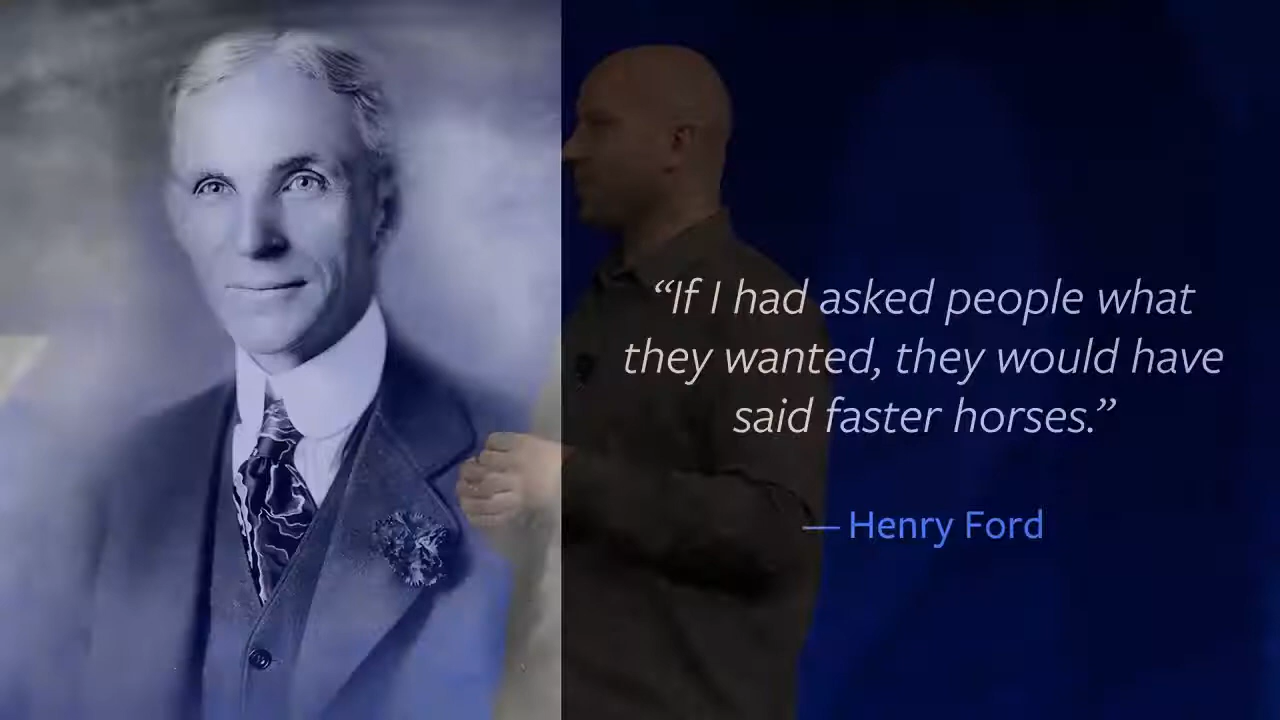 “If I had asked people what
they wanted, they would have
said faster horses.”
— Henry Ford